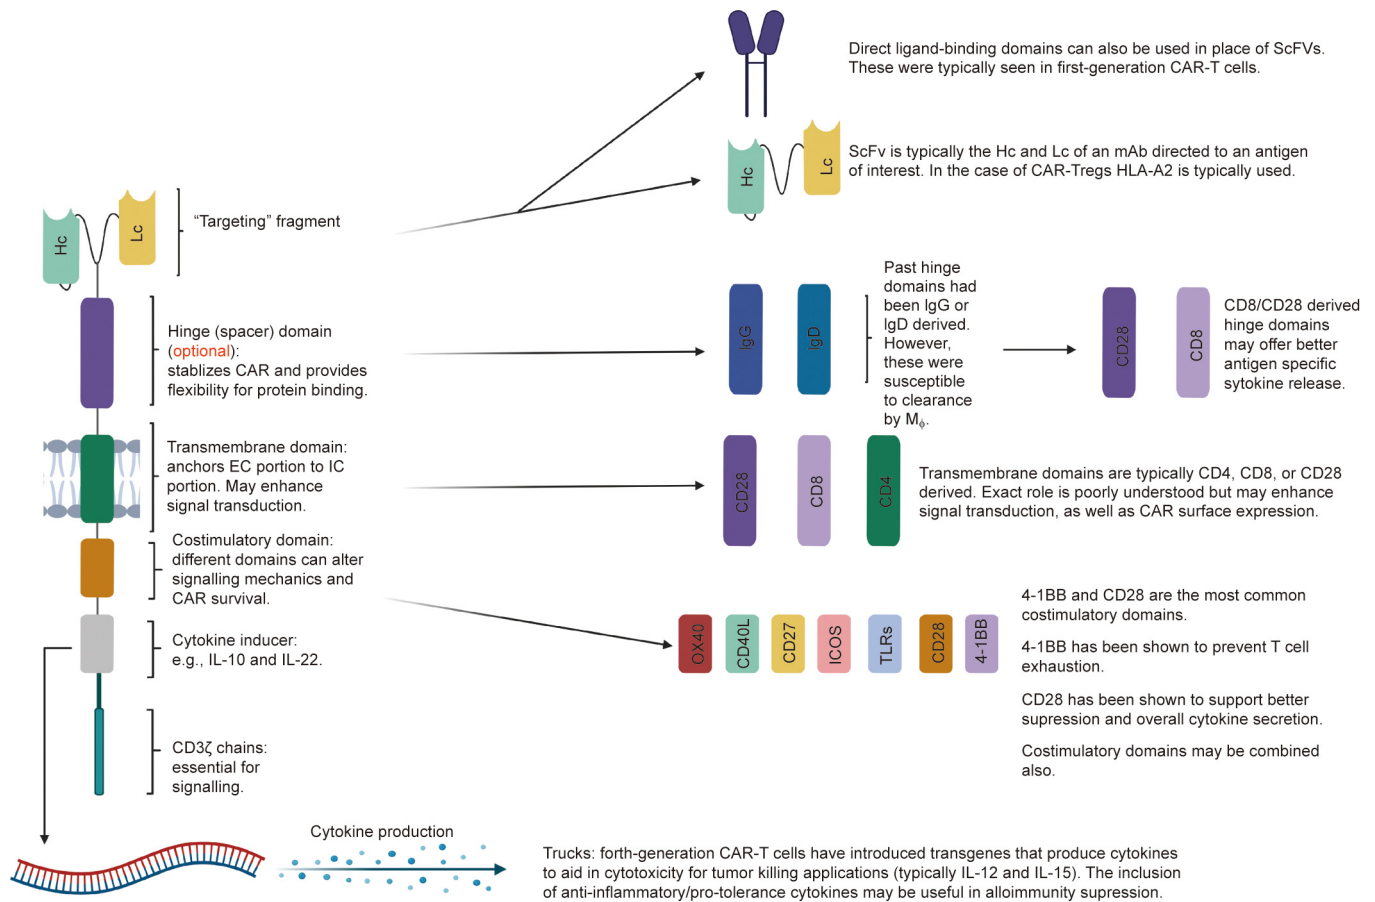 Direct ligand-binding domains can also be used in place of ScFVs.
These were typically seen in first-generation CAR-T cells.
Hc
Lc
ScFv is typically the Hc and Lc of an mAb directed to an antigen
of interest. In the case of CAR-Tregs HLA-A2 is typically used.
Hc
Lc
“Targeting” fragment
Hinge (spacer) domain
(optional):
stablizes CAR and provides
flexibility for protein binding.
IgG
IgD
Past hinge
domains had
been IgG or
IgD derived.
However,
these were
susceptible
to clearance
by Mϕ.
CD28
CD8
CD8/CD28 derived
hinge domains
may offer better
antigen specific
sytokine release.
Transmembrane domain:
anchors EC portion to IC
portion. May enhance
signal transduction.
CD28
CD8
CD4
Transmembrane domains are typically CD4, CD8, or CD28
derived. Exact role is poorly understood but may enhance
signal transduction, as well as CAR surface expression.
Costimulatory domain:
different domains can alter
signalling mechanics and
CAR survival.
OX40
CD40L
CD27
ICOS
TLRs
CD28
4-1BB
4-1BB and CD28 are the most common
costimulatory domains.
4-1BB has been shown to prevent T cell
exhaustion.
CD28 has been shown to support better
supression and overall cytokine secretion.
Costimulatory domains may be combined
also.
Cytokine inducer:
e.g., IL-10 and IL-22.
CD3ζ chains:
essential for
signalling.
Cytokine production
Trucks: forth-generation CAR-T cells have introduced transgenes that produce cytokines
to aid in cytotoxicity for tumor killing applications (typically IL-12 and IL-15). The inclusion
of anti-inflammatory/pro-tolerance cytokines may be useful in alloimmunity supression.